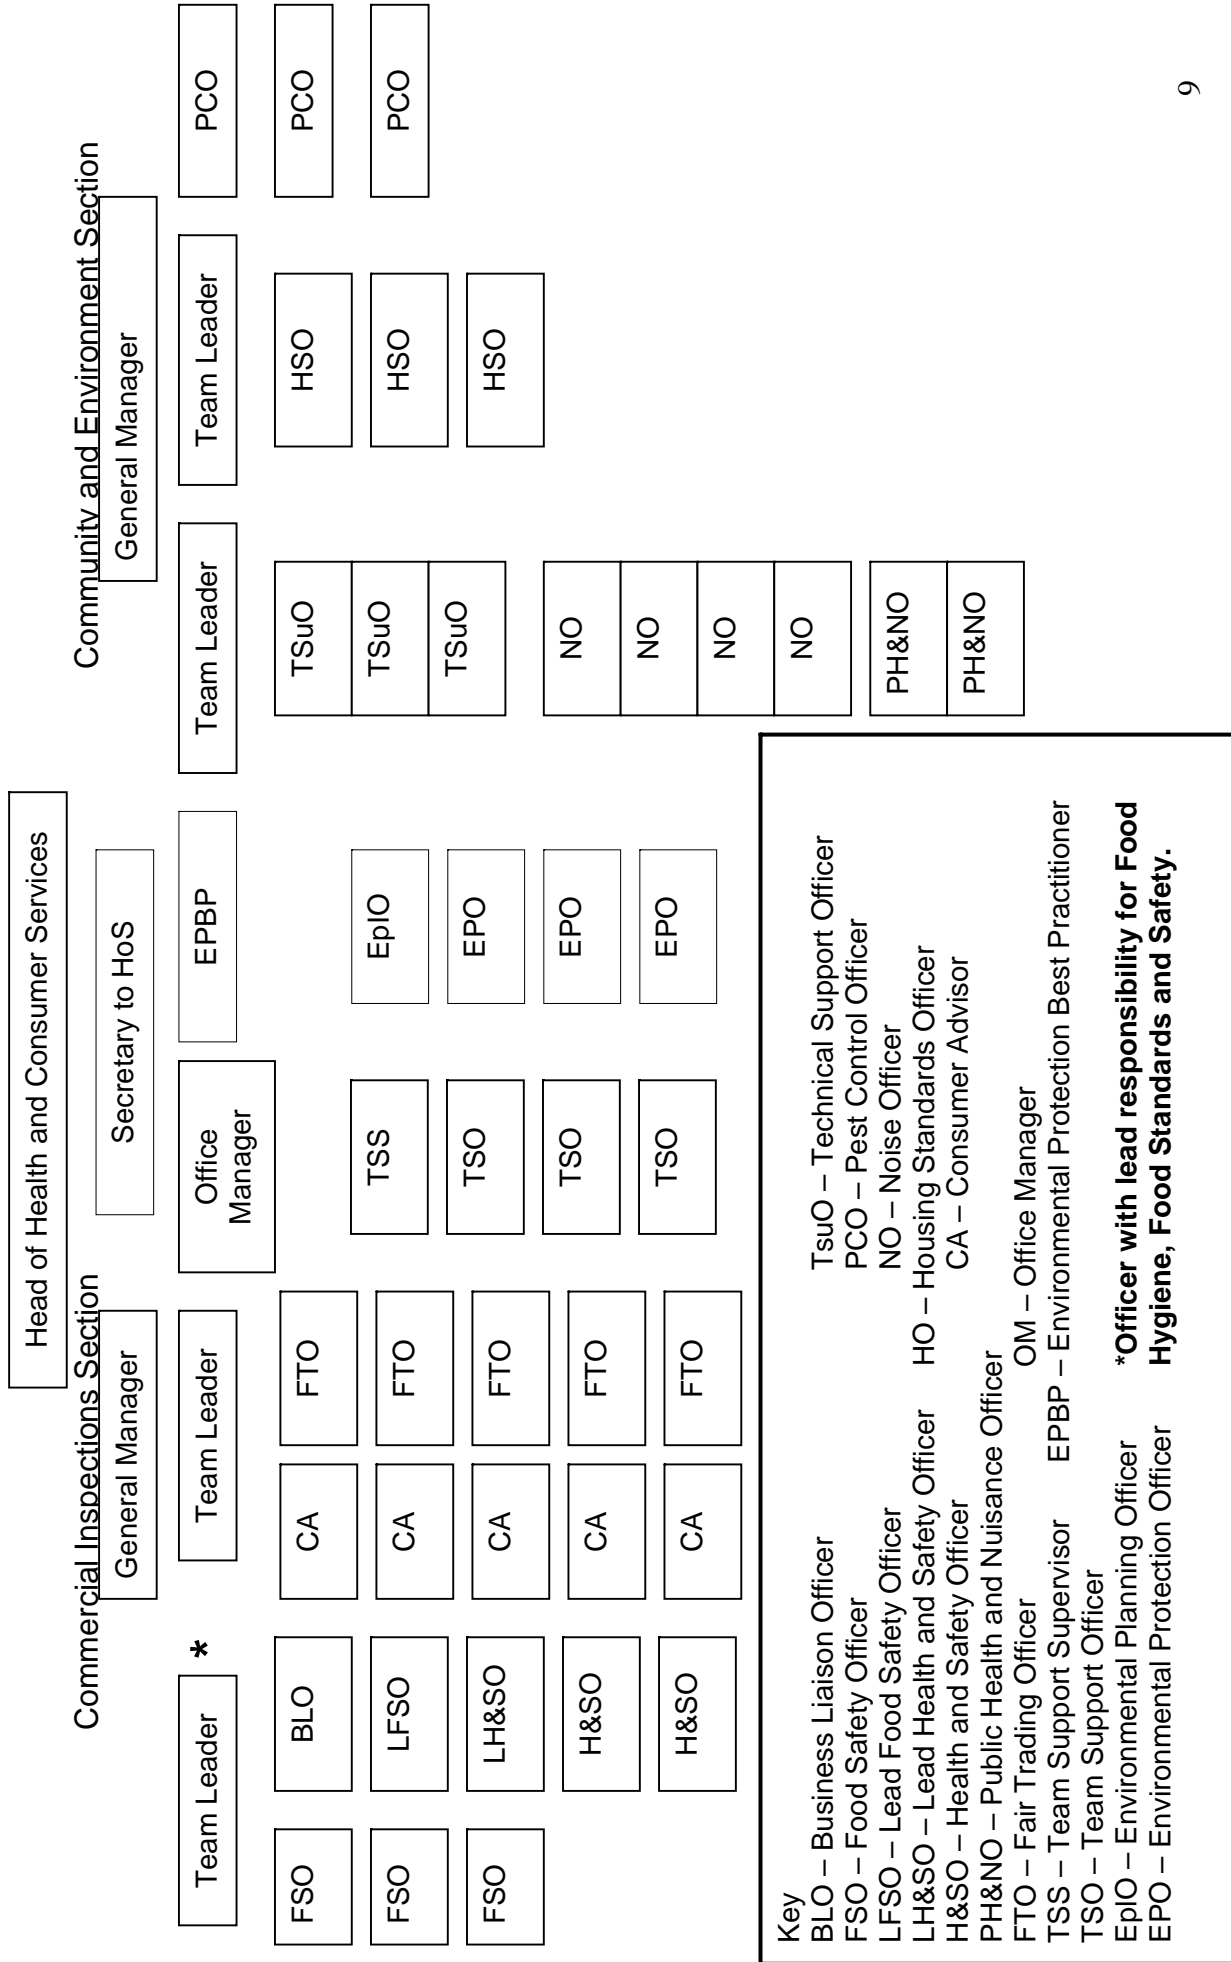 Head of Health and Consumer Services
Secretary to HoS
Commercial Inspections Section
Community and Environment Section
General Manager
General Manager
Team Leader
*
Team Leader
Office
Manager
EPBP
Team Leader
Team Leader
PCO
FSO
BLO
CA
FTO
TSuO
HSO
PCO
FSO
LFSO
CA
FTO
TSS
EpIO
TSuO
HSO
PCO
FSO
LH&SO
CA
FTO
TSO
EPO
TSuO
HSO
H&SO
CA
FTO
TSO
EPO
NO
H&SO
CA
FTO
TSO
EPO
NO
NO
NO
PH&NO
PH&NO
Key
BLO – Business Liaison Officer TsuO – Technical Support Officer
FSO – Food Safety Officer PCO – Pest Control Officer
LFSO – Lead Food Safety Officer NO – Noise Officer
LH&SO – Lead Health and Safety Officer HO – Housing Standards Officer
H&SO – Health and Safety Officer CA – Consumer Advisor
PH&NO – Public Health and Nuisance Officer
FTO – Fair Trading Officer OM – Office Manager
TSS – Team Support Supervisor EPBP – Environmental Protection Best Practitioner
TSO – Team Support Officer
EpIO – Environmental Planning Officer *Officer with lead responsibility for Food
EPO – Environmental Protection Officer Hygiene, Food Standards and Safety.
9